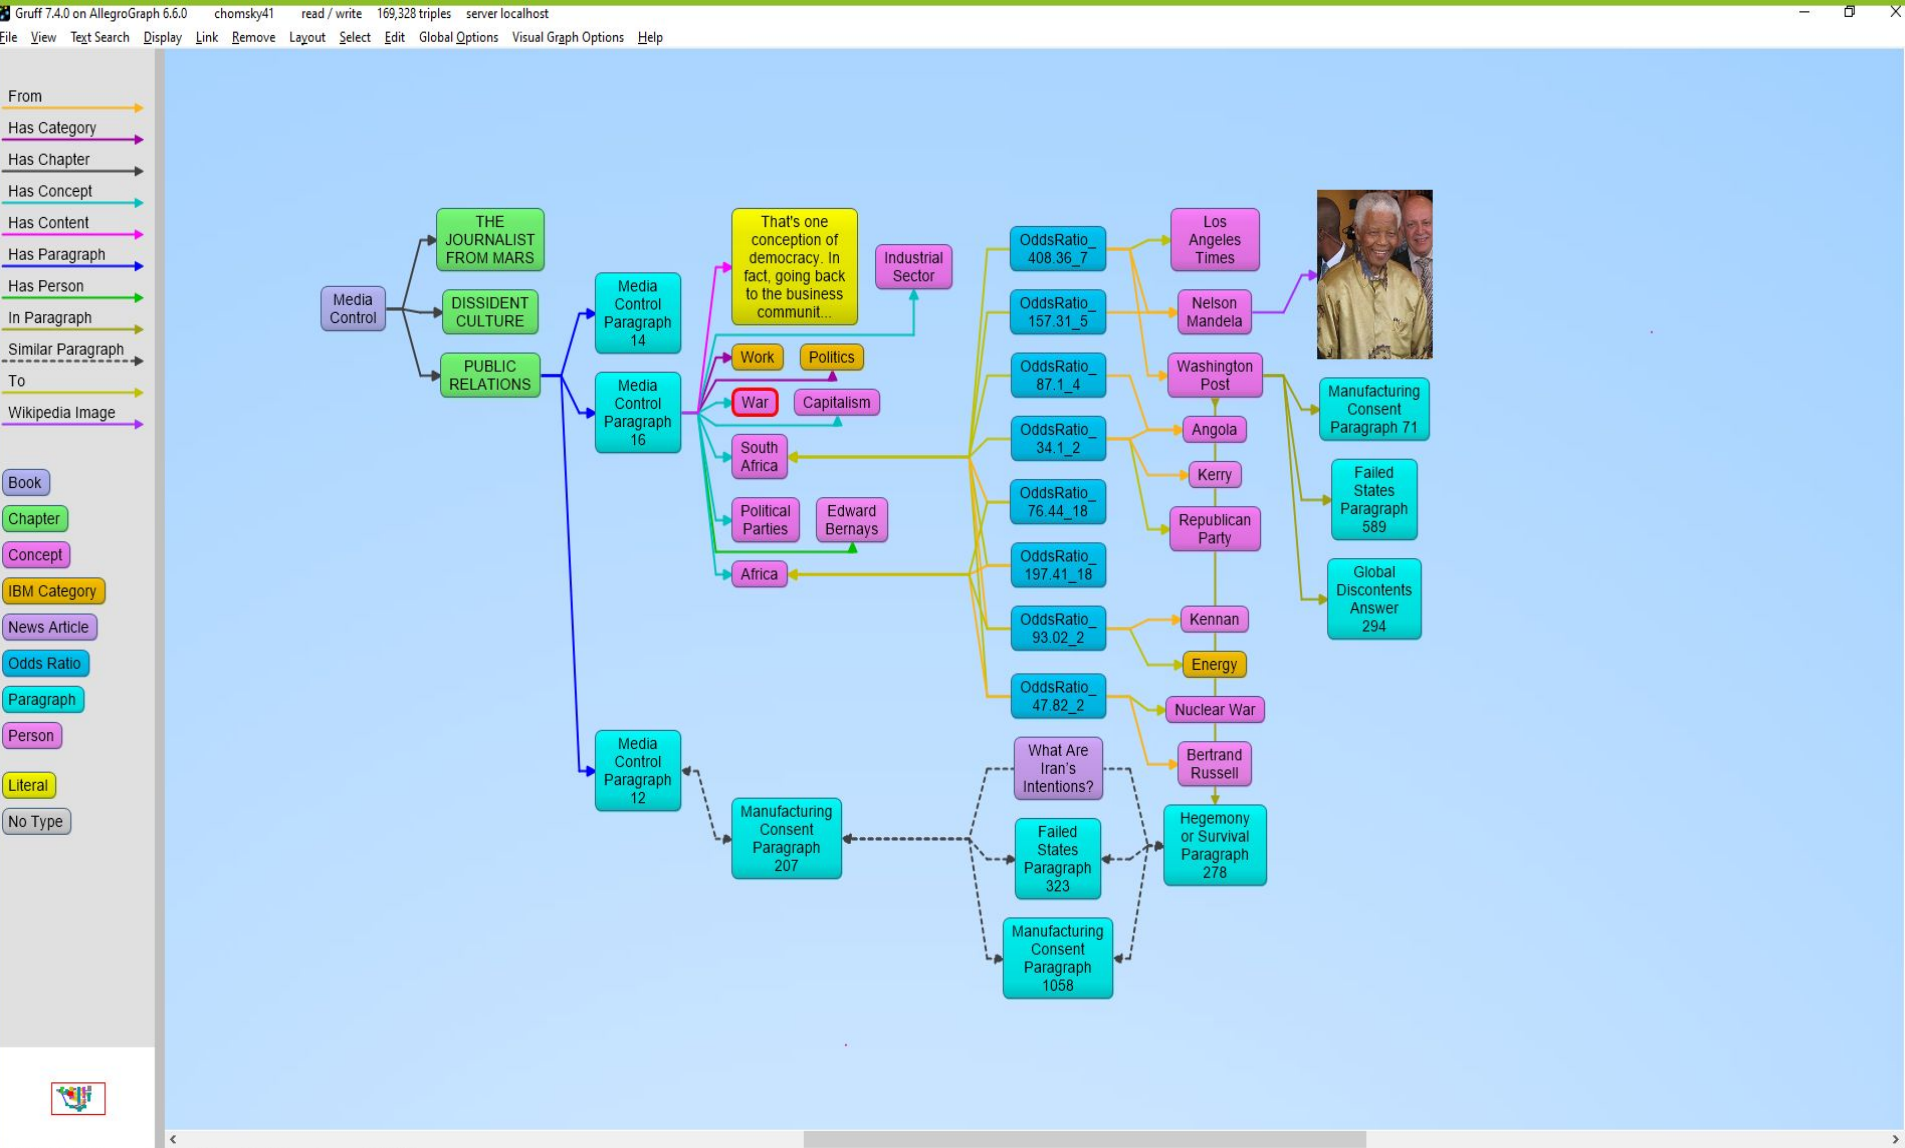 Gruff 7.4.0 on AllegroGraph 6.6.0 chomsky41 read / write 169,328 triples server localhost
File View Text Search Display Link Remove Layout Select Edit Global Options Visual Graph Options Help
From
Has Category
Has Chapter
Has Concept
Has Content
Has Paragraph
Has Person
In Paragraph
Similar Paragraph
To
Wikipedia Image
Book
Chapter
Concept
IBM Category
News Article
Odds Ratio
Paragraph
Person
Literal
No Type
Media
Control
THE
JOURNALIST
FROM MARS
DISSIDENT
CULTURE
PUBLIC
RELATIONS
Media
Control
Paragraph
14
Media
Control
Paragraph
16
Media
Control
Paragraph
12
That's one
conception of
democracy. In
fact, going back
to the business
communit...
Industrial
Sector
Work
Politics
War
Capitalism
South
Africa
Political
Parties
Edward
Bernays
Africa
Manufacturing
Consent
Paragraph
207
OddsRatio_
408.36_7
OddsRatio_
157.31_5
OddsRatio_
87.1_4
OddsRatio_
34.1_2
OddsRatio_
76.44_18
OddsRatio_
197.41_18
OddsRatio_
93.02_2
OddsRatio_
47.82_2
What Are
Iran's
Intentions?
Failed
States
Paragraph
323
Manufacturing
Consent
Paragraph
1058
Los
Angeles
Times
Nelson
Mandela
Washington
Post
Angola
Kerry
Republican
Party
Kennan
Energy
Nuclear War
Bertrand
Russell
Hegemony
or Survival
Paragraph
278
Manufacturing
Consent
Paragraph 71
Failed
States
Paragraph
589
Global
Discontents
Answer
294